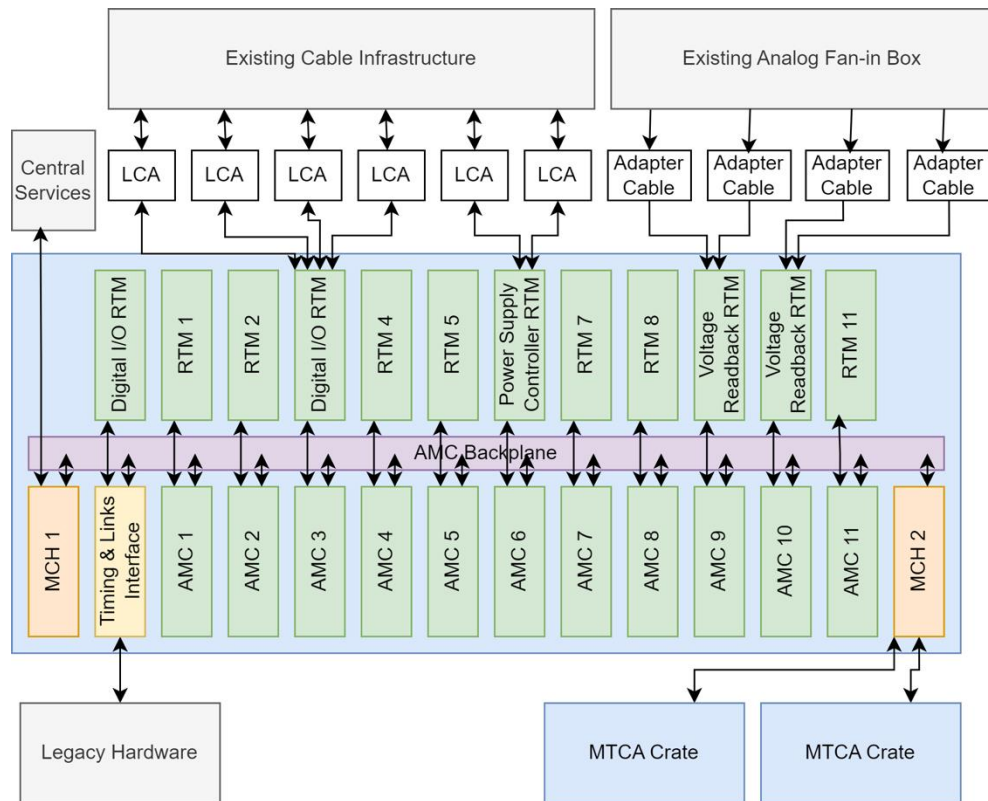 Existing Cable Infrastructure
Existing Analog Fan-in Box
Central
Services
LCA
LCA
LCA
LCA
LCA
LCA
Adapter
Cable
Adapter
Cable
Adapter
Cable
Adapter
Cable
Digital I/O RTM
RTM 1
RTM 2
Digital I/O RTM
RTM 4
RTM 5
Power Supply
Controller RTM
RTM 7
RTM 8
Voltage
Readback RTM
Voltage
Readback RTM
RTM 11
AMC Backplane
MCH 1
Timing & Links
Interface
AMC 1
AMC 2
AMC 3
AMC 4
AMC 5
AMC 6
AMC 7
AMC 8
AMC 9
AMC 10
AMC 11
MCH 2
Legacy Hardware
MTCA Crate
MTCA Crate